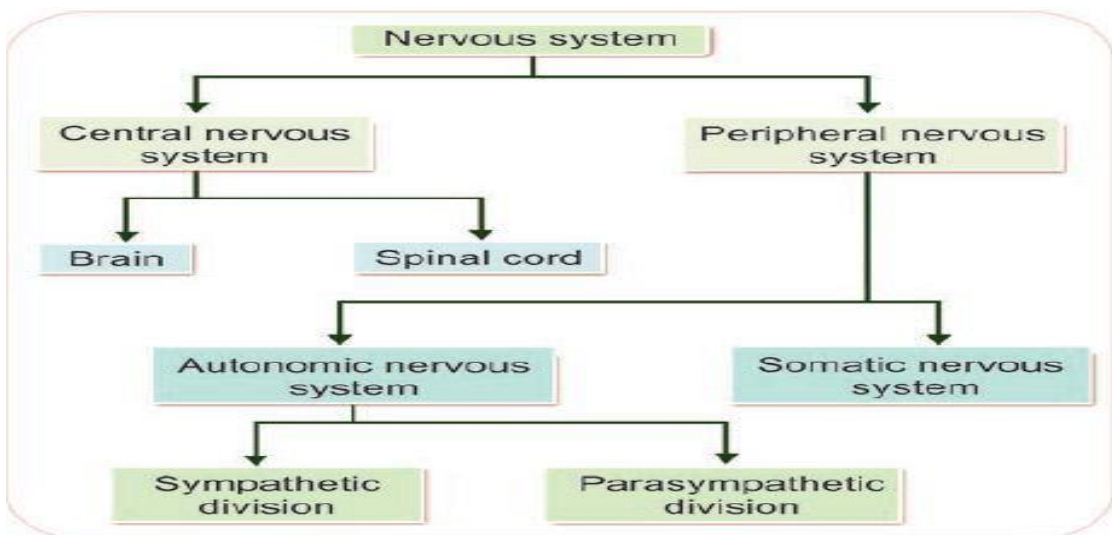 Nervous system
Central nervous
system
Peripheral nervous
system
Brain
Spinal cord
Autonomic nervous
system
Somatic nervous
system
Sympathetic
division
Parasympathetic
division